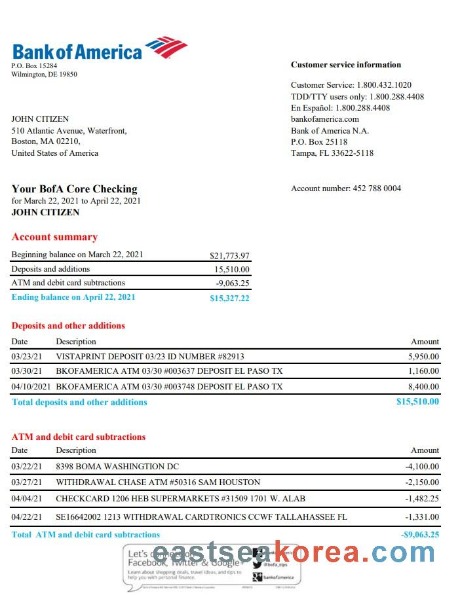 Bank of America
P.O. Box 15284
Wilmington, DE 19850
Customer service information
Customer Service: 1.800.432.1020
TDD/TTY users only: 1.800.288.4408
En Español: 1.800.288.4408
bankofamerica.com
Bank of America N.A.
P.O. Box 25118
Tampa, FL 33622-5118
JOHN CITIZEN
510 Atlantic Avenue, Waterfront,
Boston, MA 02210,
United States of America
Your BofA Core Checking
for March 22, 2021 to April 22, 2021
JOHN CITIZEN
Account number: 452 788 0004
Account summary
Beginning balance on March 22, 2021 $21,773.97
Deposits and additions 15,510.00
ATM and debit card subtractions -9,063.25
Ending balance on April 22, 2021 $15,327.22
Deposits and other additions
Date Description Amount
03/23/21 VISTAPRINT DEPOSIT 03/23 ID NUMBER #82913 5,950.00
03/30/21 BKOFAMERICA ATM 03/30 #003637 DEPOSIT EL PASO TX 1,160.00
04/10/2021 BKOFAMERICA ATM 03/30 #003748 DEPOSIT EL PASO TX 8,400.00
Total deposits and other additions $15,510.00
ATM and debit card subtractions
Date Description Amount
03/22/21 8398 BOMA WASHINGTON DC -4,100.00
03/27/21 WITHDRAWAL CHASE ATM #50316 SAM HOUSTON -2,150.00
04/04/21 CHECKCARD 1206 HEB SUPERMARKETS #31509 1701 W. ALAB -1,482.25
04/22/21 SE16642002 1213 WITHDRAWAL CARDTRONICS CCWF TALLAHASSEE FL -1,331.00
Total ATM and debit card subtractions -$9,063.25
eastseakorea.com
Let's
Facebook, Twitter & Google+
Learn about shopping deals, travel ideas, and tips to
help you with personal finance.
bankofamerica